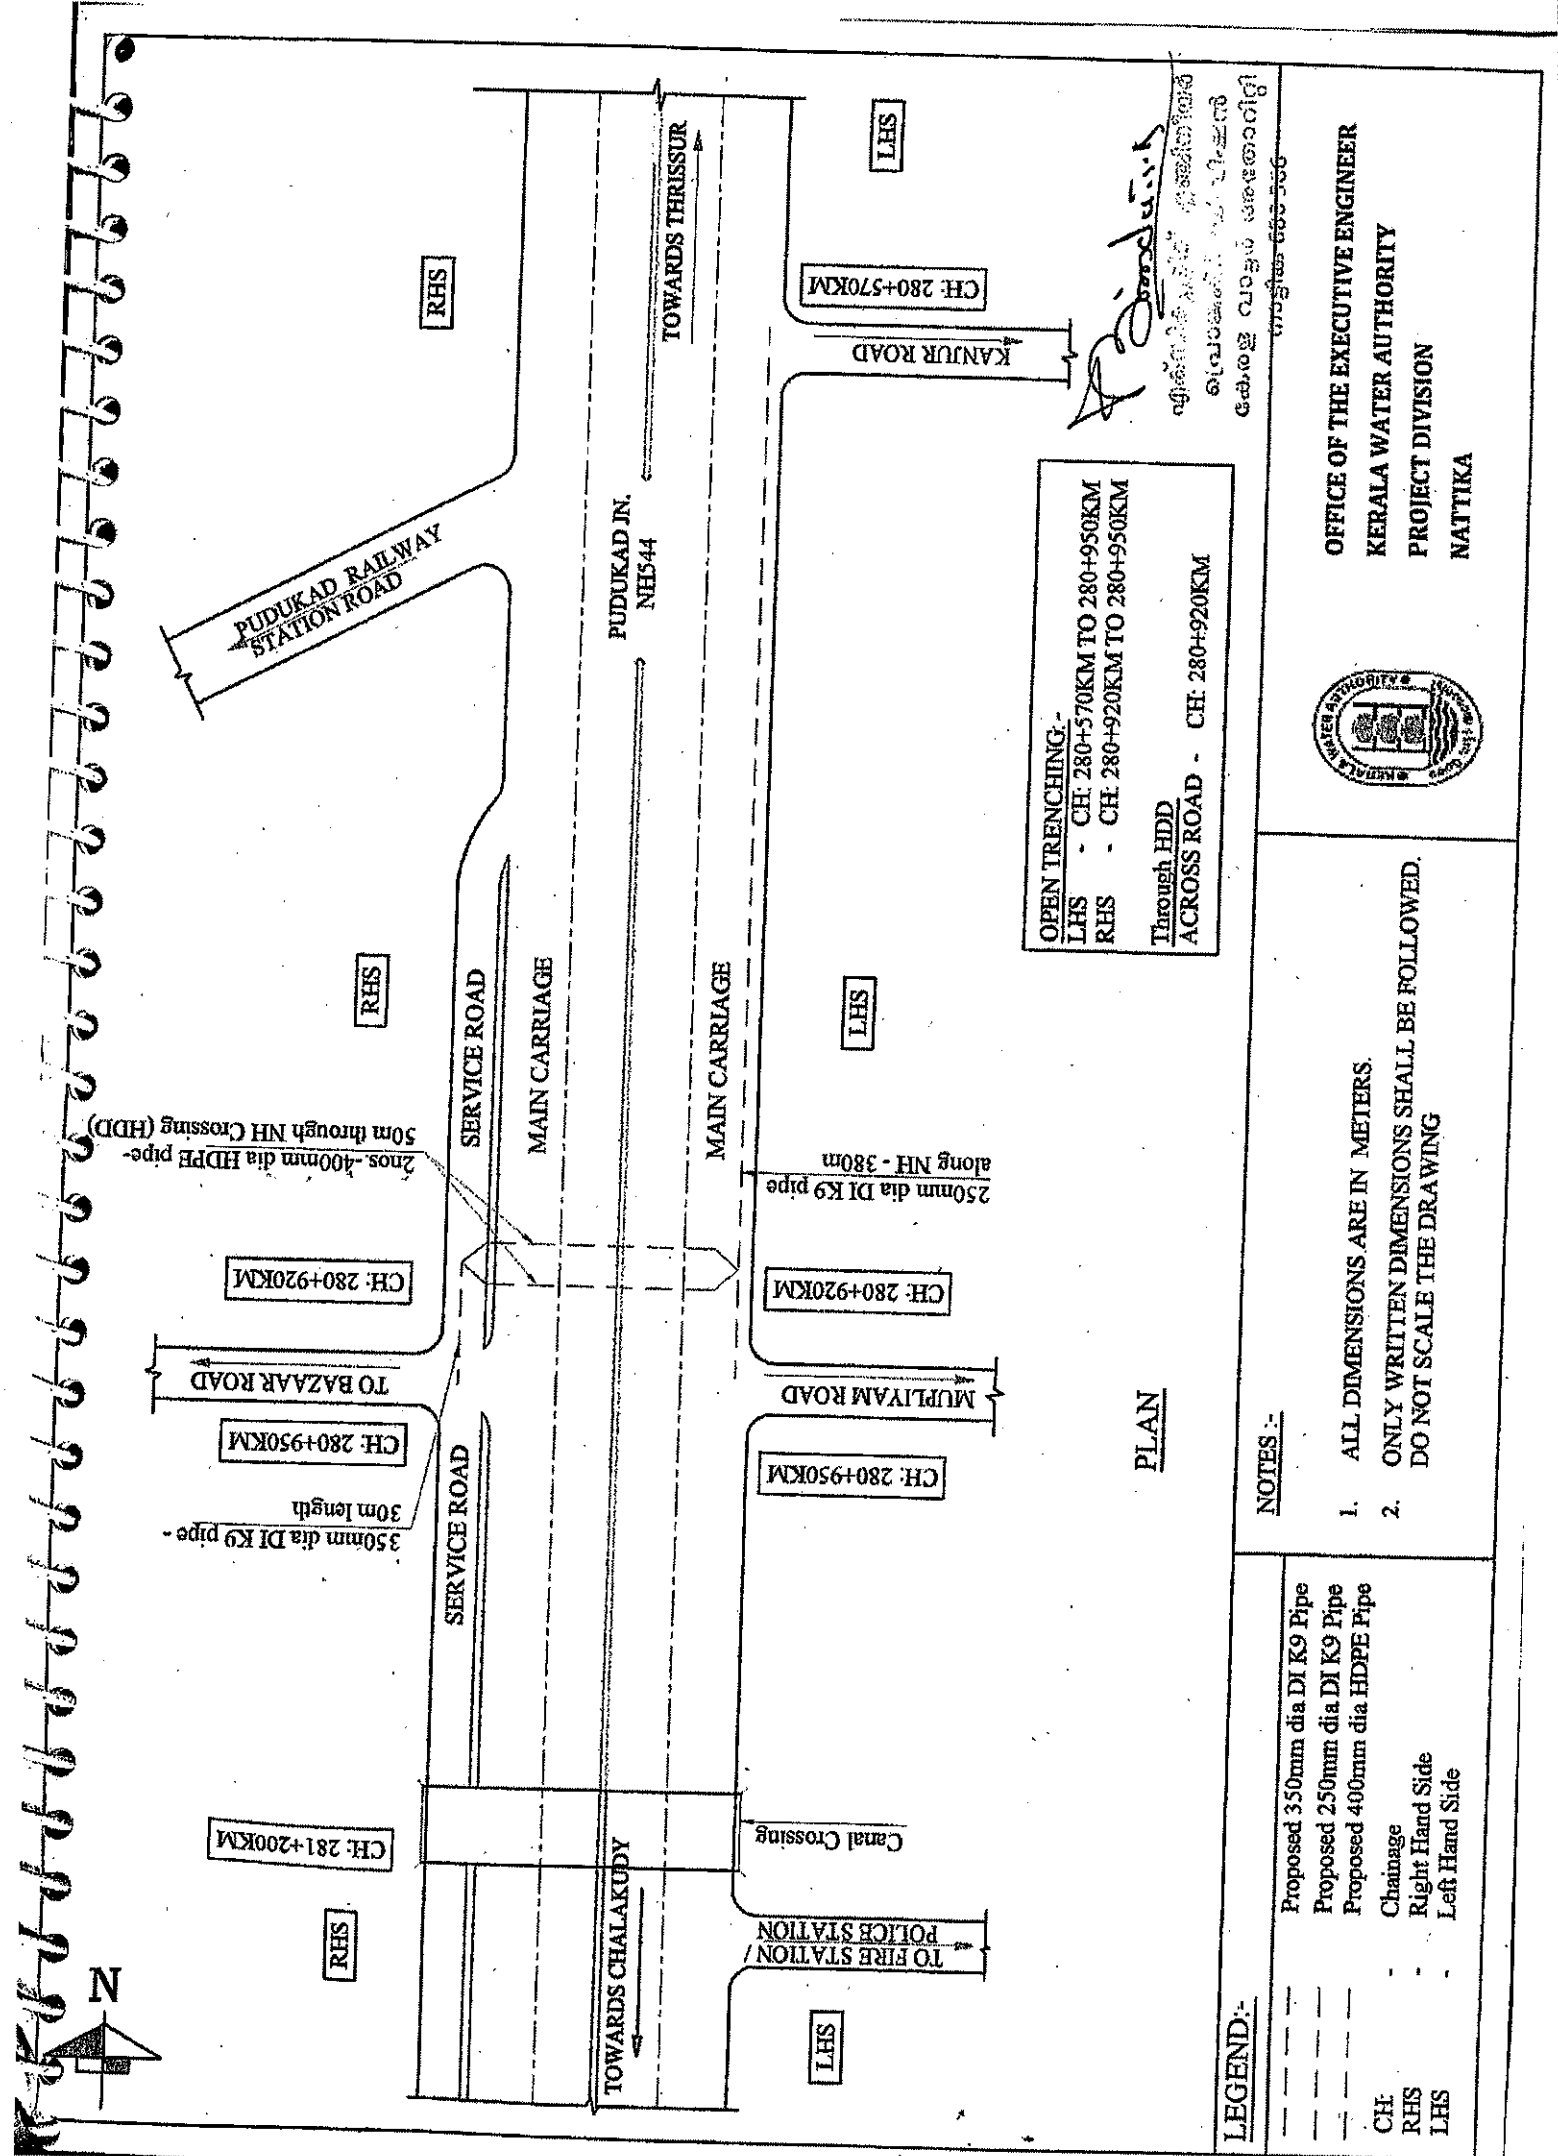 N
RHS
RHS
RHS
CH: 281+200KM
350mm dia DI K9 pipe -
30m length
CH: 280+950KM
TO BAZAAR ROAD
CH: 280+920KM
2nos.-400mm dia HDPE pipe-
50m through NH Crossing (HDD)
PUDUKAD RAILWAY
STATION ROAD
SERVICE ROAD
SERVICE ROAD
MAIN CARRIAGE
PUDUKAD JN.
NH544
TOWARDS CHALAKUDY
TOWARDS THRISSUR
MAIN CARRIAGE
Canal Crossing
TO FIRE STATION /
POLICE STATION
CH: 280+950KM
MUPLIYAM ROAD
CH: 280+920KM
250mm dia DI K9 pipe
along NH - 380m
KANJUR ROAD
CH: 280+570KM
LHS
LHS
LHS
PLAN
OPEN TRENCHING:-
LHS - CH: 280+570KM TO 280+950KM
RHS - CH: 280+920KM TO 280+950KM
Through HDD
ACROSS ROAD - CH: 280+920KM
കേരള വാട്ടർ അതോറിറ്റി
LEGEND:-
Proposed 350mm dia DI K9 Pipe
Proposed 250mm dia DI K9 Pipe
Proposed 400mm dia HDPE Pipe
CH: - Chainage
RHS - Right Hand Side
LHS - Left Hand Side
NOTES :-
1. ALL DIMENSIONS ARE IN METERS.
2. ONLY WRITTEN DIMENSIONS SHALL BE FOLLOWED.
DO NOT SCALE THE DRAWING
KERALA WATER AUTHORITY
OFFICE OF THE EXECUTIVE ENGINEER
KERALA WATER AUTHORITY
PROJECT DIVISION
NATTIKA